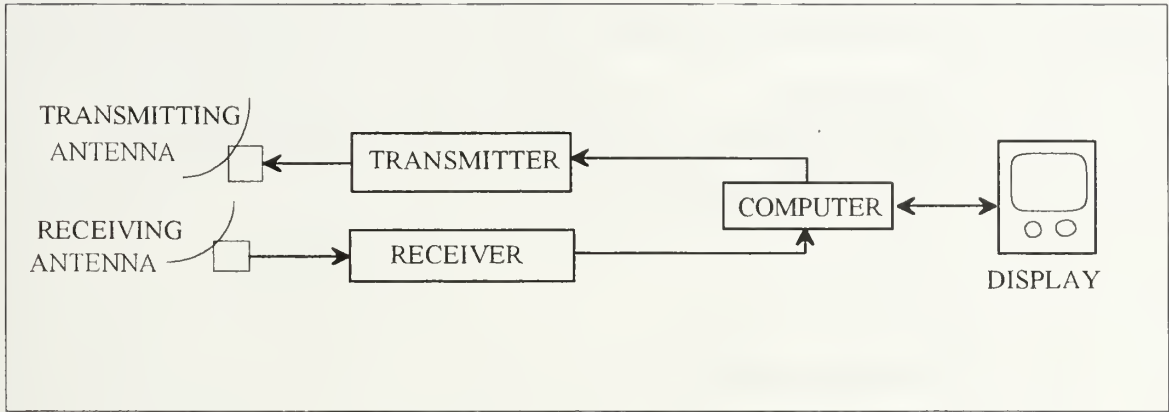 TRANSMITTING
ANTENNA
TRANSMITTER
COMPUTER
RECEIVING
ANTENNA
RECEIVER
DISPLAY